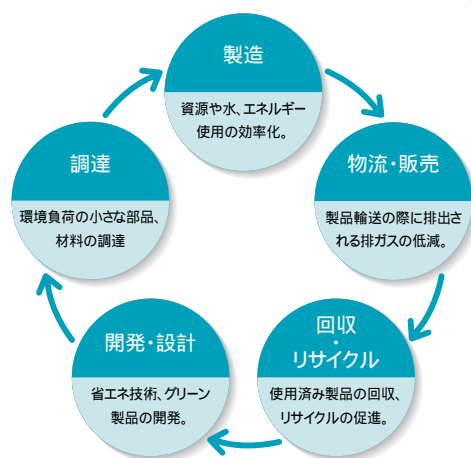 製造
資源や水、エネルギー
使用の効率化。
物流・販売
製品輸送の際に排出さ
れる排ガスの低減。
回収
・
リサイクル
使用済み製品の回収、
リサイクルの促進。
開発・設計
省エネ技術、グリーン
製品の開発。
調達
環境負荷の小さな部品、
材料の調達